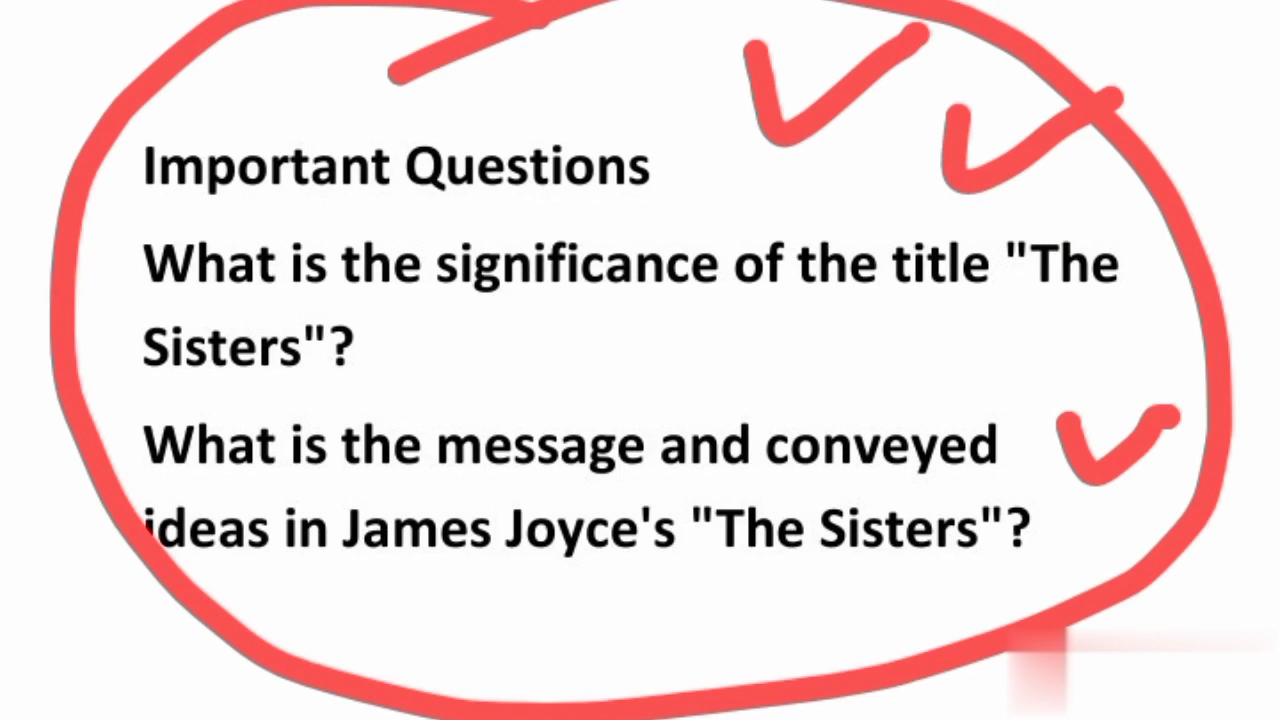 Important Questions
What is the significance of the title "The
Sisters"?
What is the message and conveyed
ideas in James Joyce's "The Sisters"?